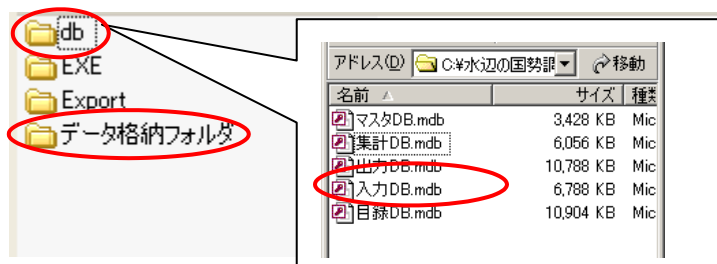 db
EXE
Export
データ格納フォルダ
アドレス(D) C:¥水辺の国勢調 移動
名前 サイズ 種類
マスタDB.mdb 3,428 KB Mic
集計DB.mdb 6,056 KB Mic
出力DB.mdb 10,788 KB Mic
入力DB.mdb 6,788 KB Mic
目録DB.mdb 10,904 KB Mic